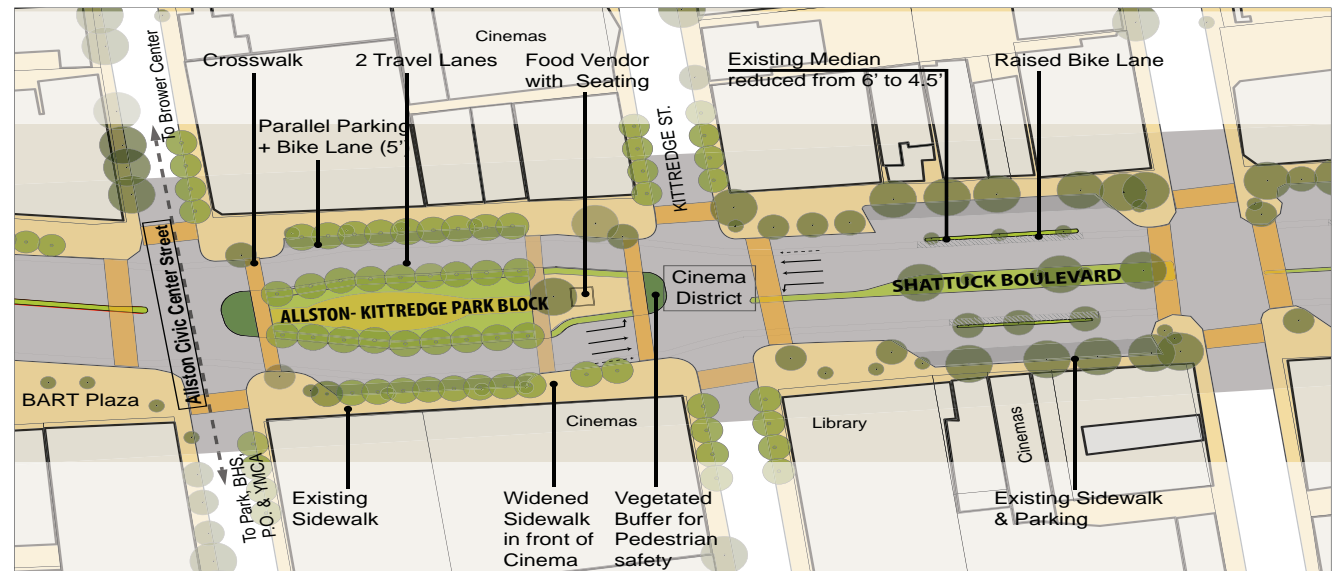 Cinemas
Crosswalk
2 Travel Lanes
Food Vendor
with Seating
Existing Median
reduced from 6' to 4.5'
Raised Bike Lane
To Brower Center
Parallel Parking
+ Bike Lane (5'
KITTREDGE ST.
Allston Civic Center Street
ALLSTON- KITTREDGE PARK BLOCK
Cinema
District
SHATTUCK BOULEVARD
BART Plaza
Cinemas
Library
Cinemas
To Park, BHS,
P.O. & YMCA
Existing
Sidewalk
Widened
Sidewalk
in front of
Cinema
Vegetated
Buffer for
Pedestrian
safety
Existing Sidewalk
& Parking